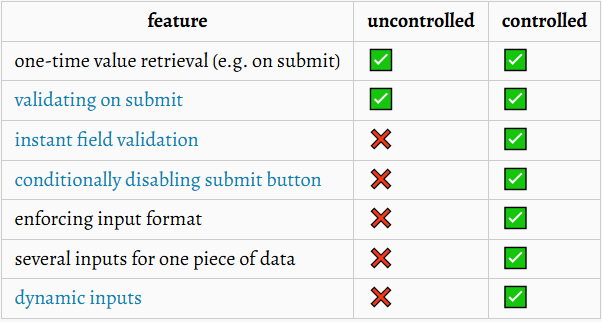 feature uncontrolled controlled
one-time value retrieval (e.g. on submit) ✅ ✅
validating on submit ✅ ✅
instant field validation ❌ ✅
conditionally disabling submit button ❌ ✅
enforcing input format ❌ ✅
several inputs for one piece of data ❌ ✅
dynamic inputs ❌ ✅